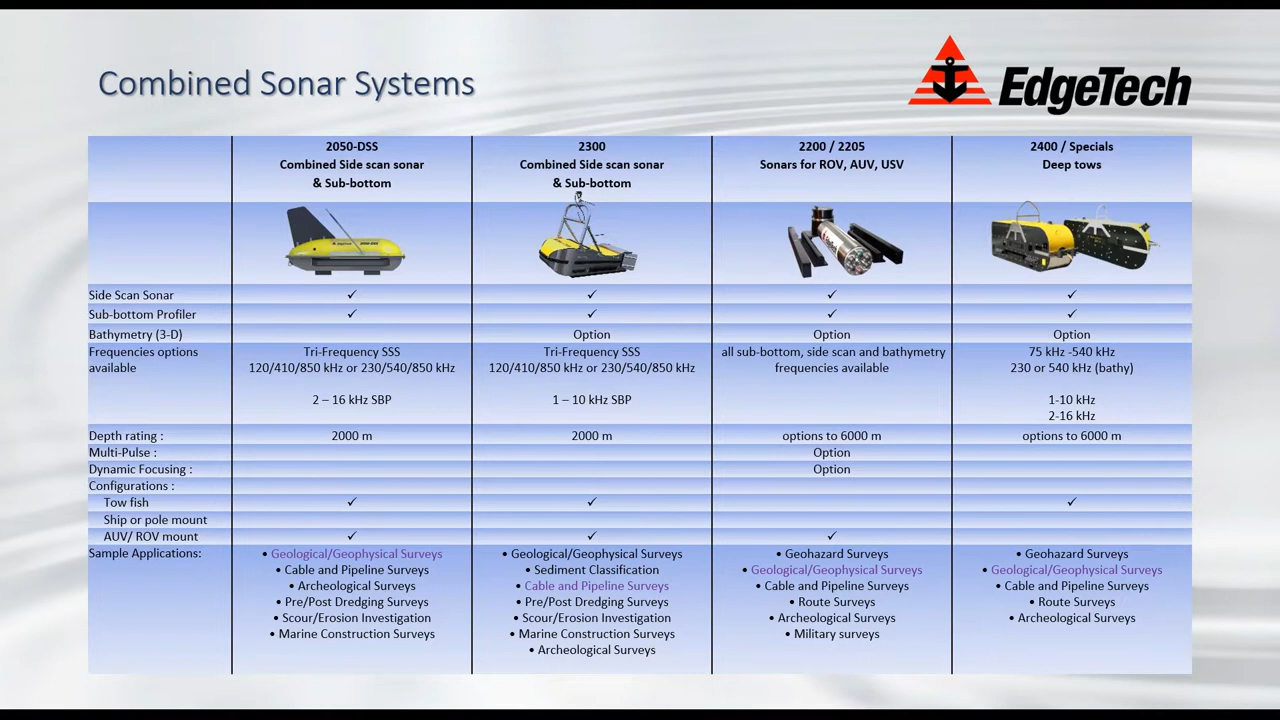 Combined Sonar Systems
EdgeTech
2050-DSS
Combined Side scan sonar
& Sub-bottom
2300
Combined Side scan sonar
& Sub-bottom
2200 / 2205
Sonars for ROV, AUV, USV
2400 / Specials
Deep tows
Side Scan Sonar ✓ ✓ ✓ ✓
Sub-bottom Profiler ✓ ✓ ✓ ✓
Bathymetry (3-D) Option Option Option
Frequencies options
available
Tri-Frequency SSS
120/410/850 kHz or 230/540/850 kHz
2 – 16 kHz SBP
Tri-Frequency SSS
120/410/850 kHz or 230/540/850 kHz
1 – 10 kHz SBP
all sub-bottom, side scan and bathymetry
frequencies available
75 kHz -540 kHz
230 or 540 kHz (bathy)
1-10 kHz
2-16 kHz
Depth rating : 2000 m 2000 m options to 6000 m options to 6000 m
Multi-Pulse : Option
Dynamic Focusing : Option
Configurations :
Tow fish ✓ ✓ ✓
Ship or pole mount
AUV/ ROV mount ✓ ✓ ✓
Sample Applications:
• Geological/Geophysical Surveys
• Cable and Pipeline Surveys
• Archeological Surveys
• Pre/Post Dredging Surveys
• Scour/Erosion Investigation
• Marine Construction Surveys
• Geological/Geophysical Surveys
• Sediment Classification
• Cable and Pipeline Surveys
• Pre/Post Dredging Surveys
• Scour/Erosion Investigation
• Marine Construction Surveys
• Archeological Surveys
• Geohazard Surveys
• Geological/Geophysical Surveys
• Cable and Pipeline Surveys
• Route Surveys
• Archeological Surveys
• Military surveys
• Geohazard Surveys
• Geological/Geophysical Surveys
• Cable and Pipeline Surveys
• Route Surveys
• Archeological Surveys